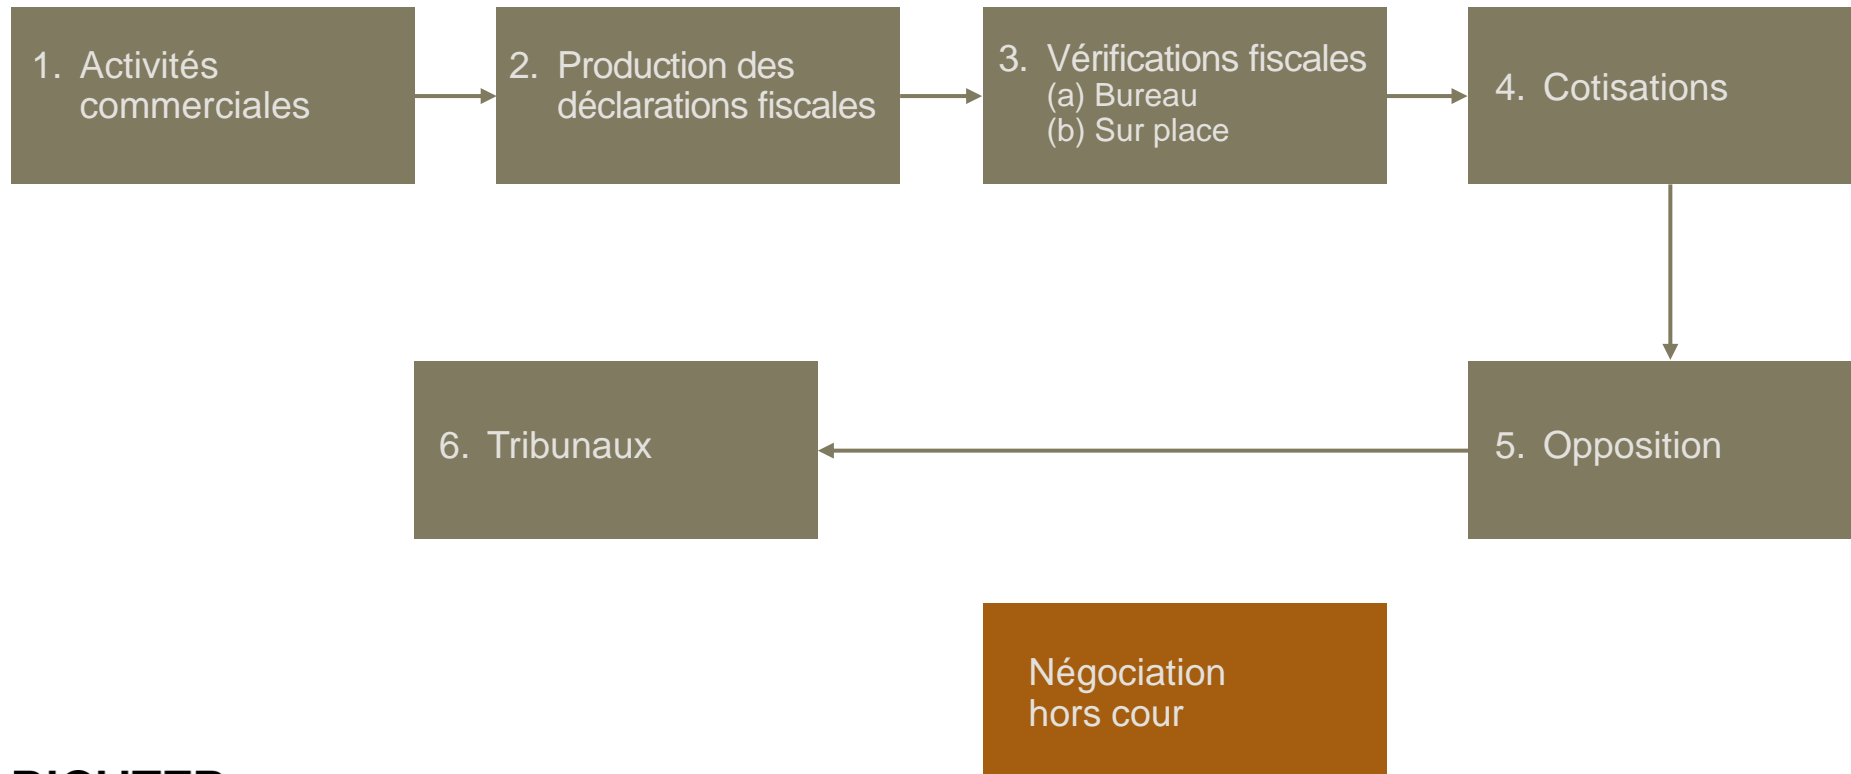 1. Activités
commerciales
2. Production des
déclarations fiscales
3. Vérifications fiscales
(a) Bureau
(b) Sur place
4. Cotisations
6. Tribunaux
5. Opposition
Négociation
hors cour